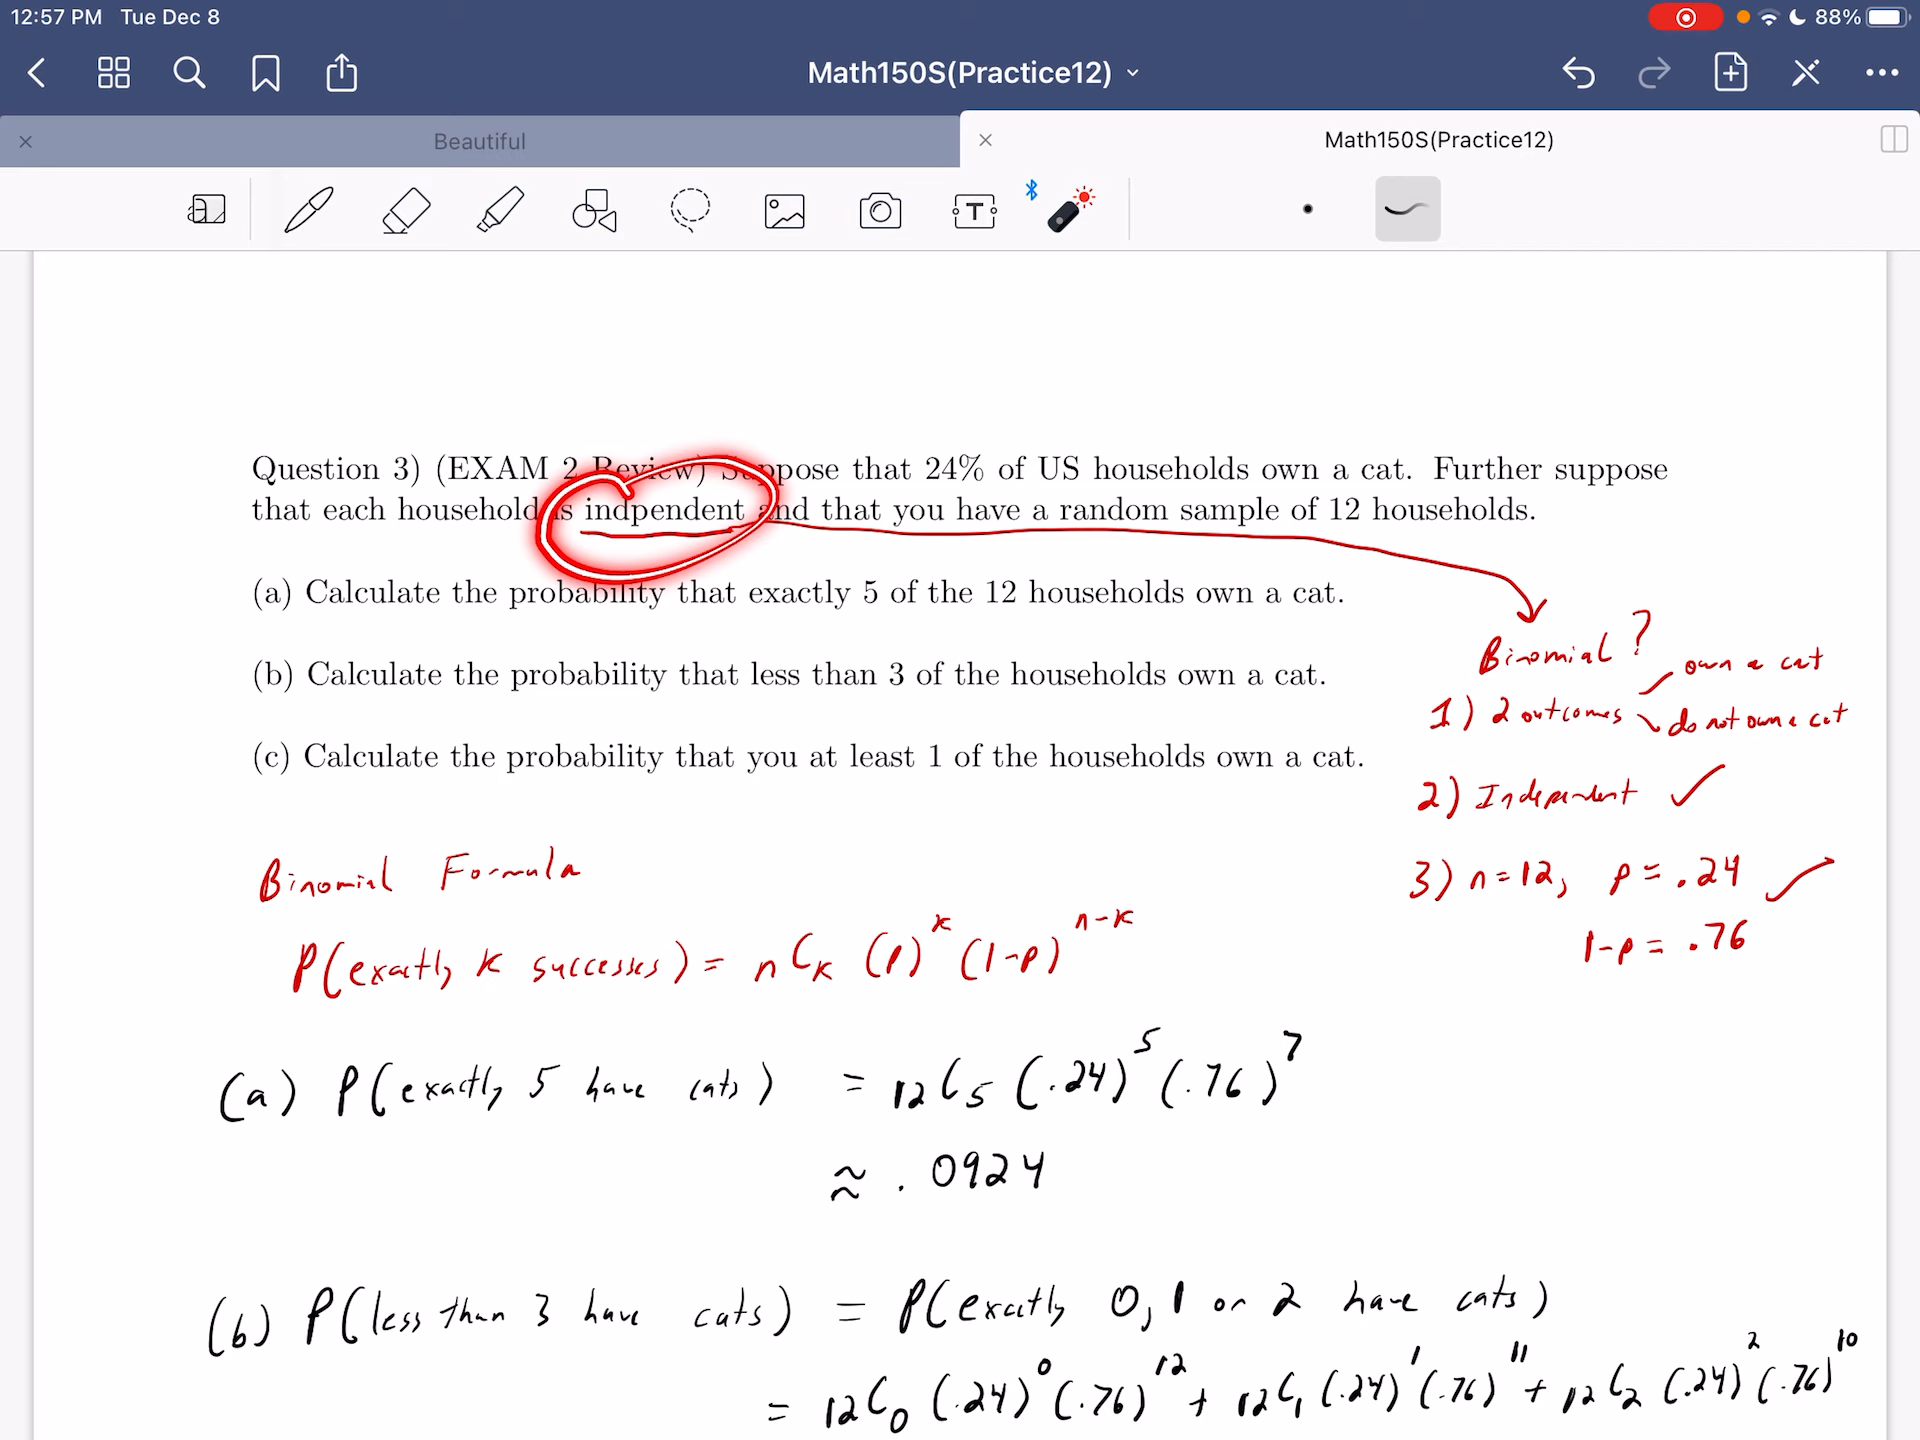 12:57 PM Tue Dec 8
88%
Math150S(Practice12)
Beautiful
Math150S(Practice12)
a
T
Question 3) (EXAM 2 Review) Suppose that 24% of US households own a cat. Further suppose
that each household is indpendent and that you have a random sample of 12 households.
(a) Calculate the probability that exactly 5 of the 12 households own a cat.
(b) Calculate the probability that less than 3 of the households own a cat.
(c) Calculate the probability that you at least 1 of the households own a cat.
Binomial?
own a cat
1) 2 outcomes
do not own a cat
2) Independent ✓
3) n = 12, p = .24 ✓
1-p = .76
Binomial Formula
P(exactly k successes) = nCk (p)^k (1-p)^n-k
(a) P(exactly 5 have cats) = 12C5 (.24)^5 (.76)^7
≈ .0924
(b) P(less than 3 have cats) = P(exactly 0, 1 or 2 have cats)
= 12C0 (.24)^0 (.76)^12 + 12C1 (.24)^1 (.76)^11 + 12C2 (.24)^2 (.76)^10